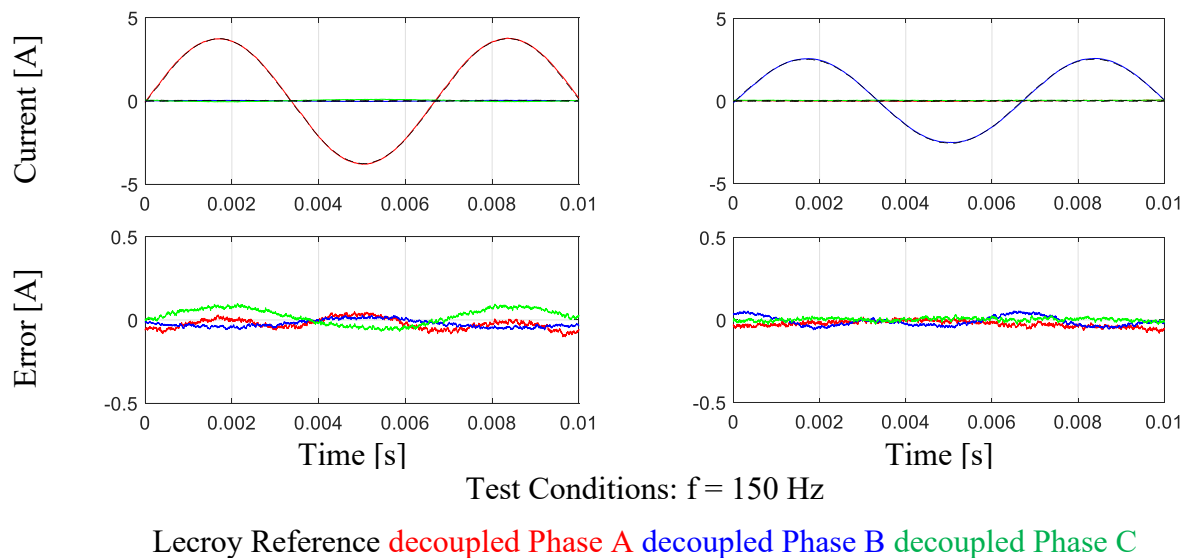 Current [A]
5
0
-5
0 0.002 0.004 0.006 0.008 0.01
5
0
-5
0 0.002 0.004 0.006 0.008 0.01
Error [A]
0.5
0
-0.5
0 0.002 0.004 0.006 0.008 0.01
Time [s]
0.5
0
-0.5
0 0.002 0.004 0.006 0.008 0.01
Time [s]
Test Conditions: f = 150 Hz
Lecroy Reference decoupled Phase A decoupled Phase B decoupled Phase C